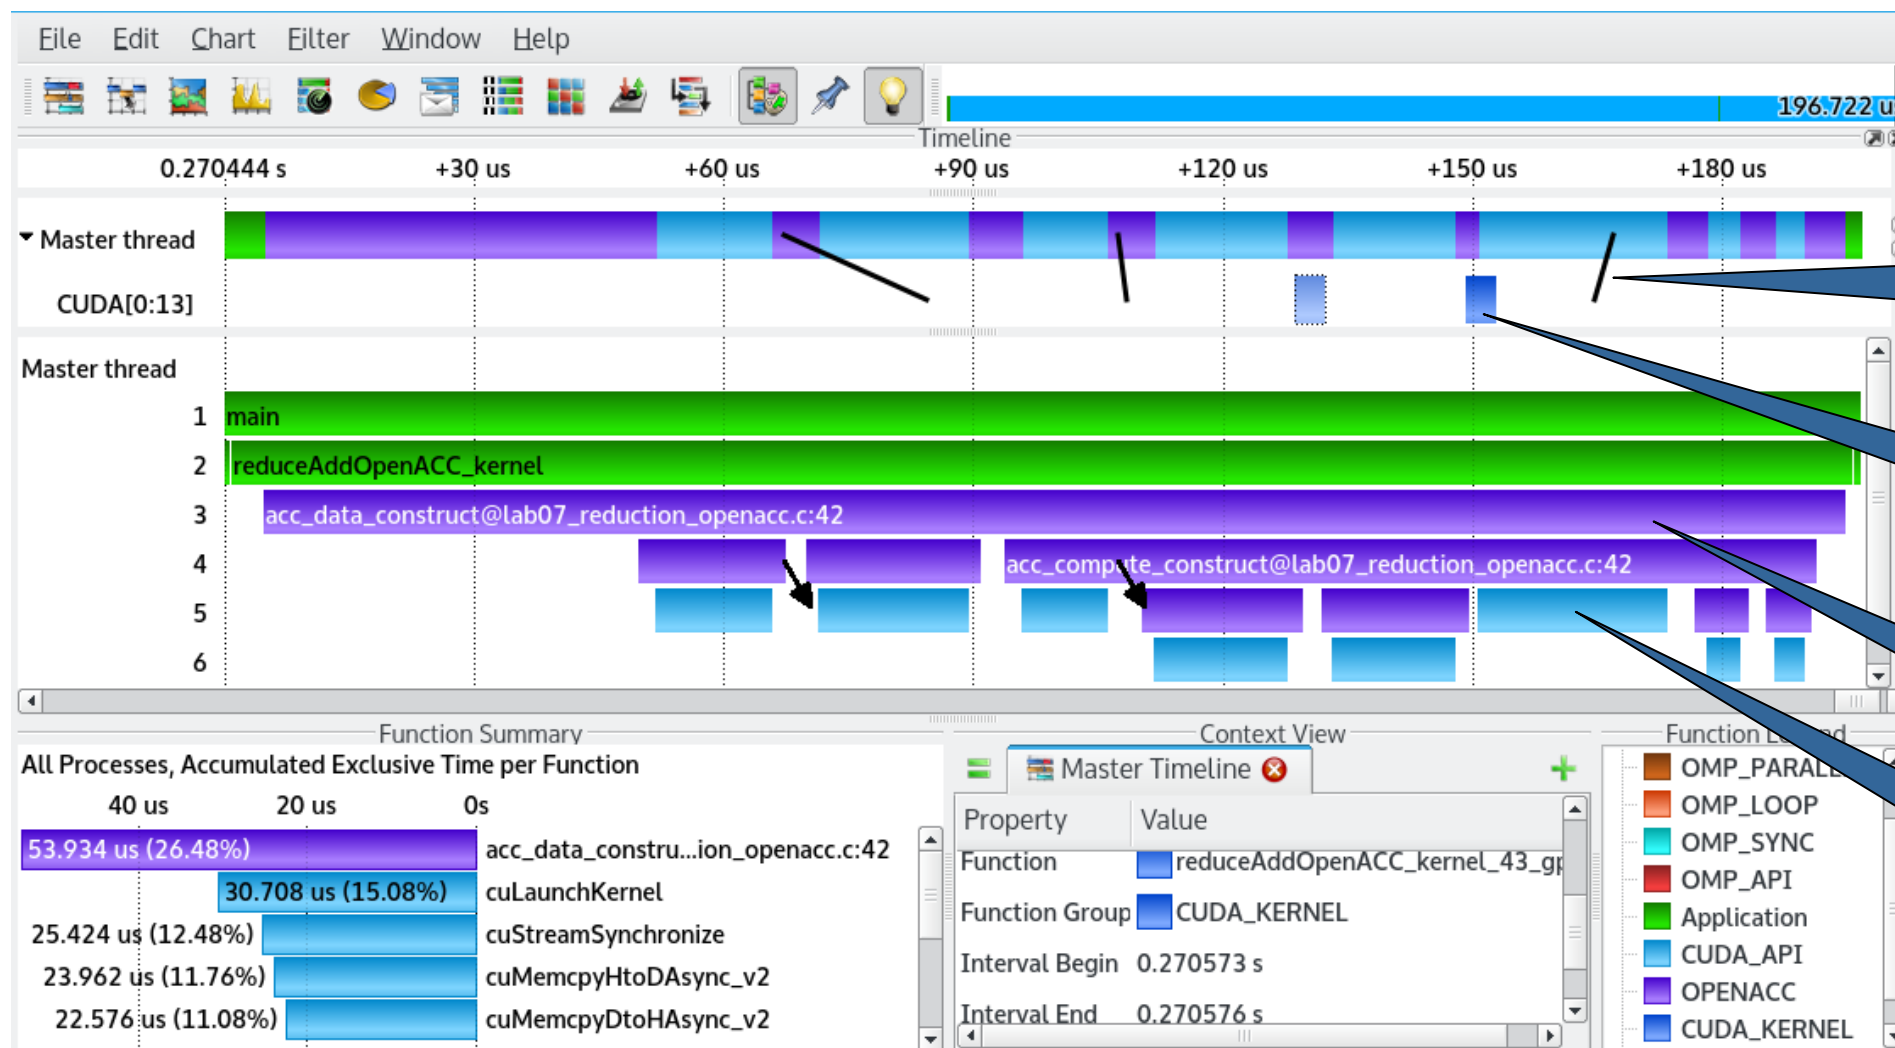 File Edit Chart Filter Window Help
196.722 u
Timeline
0.270444 s +30 us +60 us +90 us +120 us +150 us +180 us
Master thread
CUDA[0:13]
Master thread
1 main
2 reduceAddOpenACC_kernel
3 acc_data_construct@lab07_reduction_openacc.c:42
4 acc_compute_construct@lab07_reduction_openacc.c:42
5
6
Function Summary
All Processes, Accumulated Exclusive Time per Function
40 us 20 us 0s
53.934 us (26.48%) acc_data_constru...ion_openacc.c:42
30.708 us (15.08%) cuLaunchKernel
25.424 us (12.48%) cuStreamSynchronize
23.962 us (11.76%) cuMemcpyHtoDAsync_v2
22.576 us (11.08%) cuMemcpyDtoHAsync_v2
Context View
Master Timeline
Property Value
Function reduceAddOpenACC_kernel_43_gp
Function Group CUDA_KERNEL
Interval Begin 0.270573 s
Interval End 0.270576 s
Function
OMP_PARALL
OMP_LOOP
OMP_SYNC
OMP_API
Application
CUDA_API
OPENACC
CUDA_KERNEL